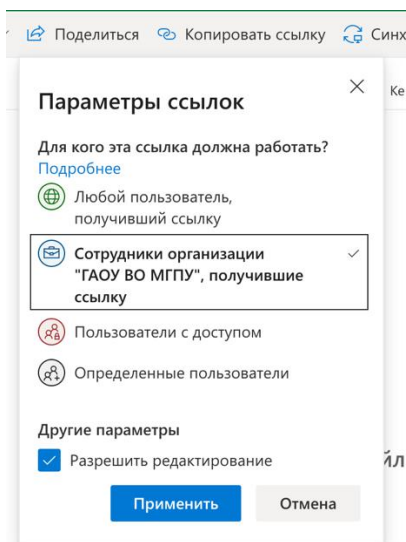 Поделиться Копировать ссылку Синх
Параметры ссылок
Ке
Для кого эта ссылка должна работать?
Подробнее
Любой пользователь,
получивший ссылку
Сотрудники организации
"ГАОУ ВО МГПУ", получившие
ссылку
Пользователи с доступом
Определенные пользователи
Другие параметры
Разрешить редактирование
йл
Применить Отмена